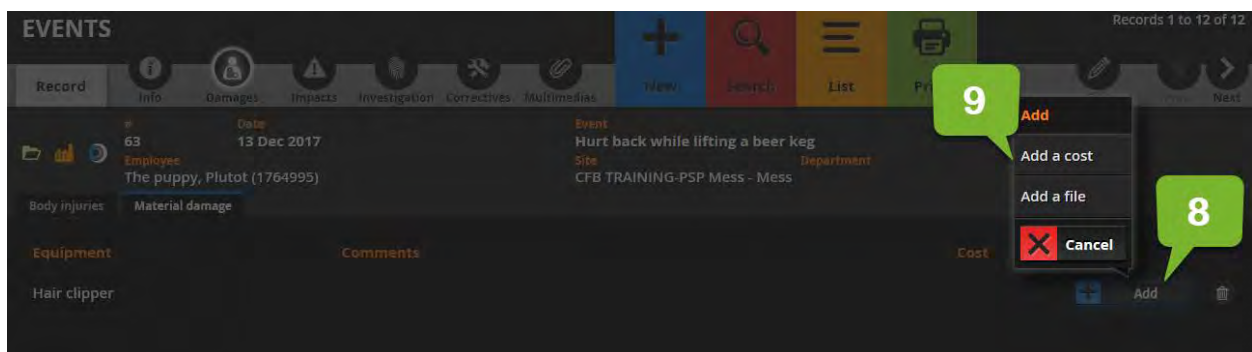 EVENTS
Records 1 to 12 of 12
Record Info Damages Impacts Investigation Correctives Multimedias New Search List Next
# Date Event
63 13 Dec 2017 Hurt back while lifting a beer keg
Employee Site Department
The puppy, Plutot (1764995) CFB TRAINING-PSP Mess - Mess
Body injuries Material damage
Equipment Comments Cost
Hair clipper Add
9
Add
Add a cost
Add a file
Cancel
8